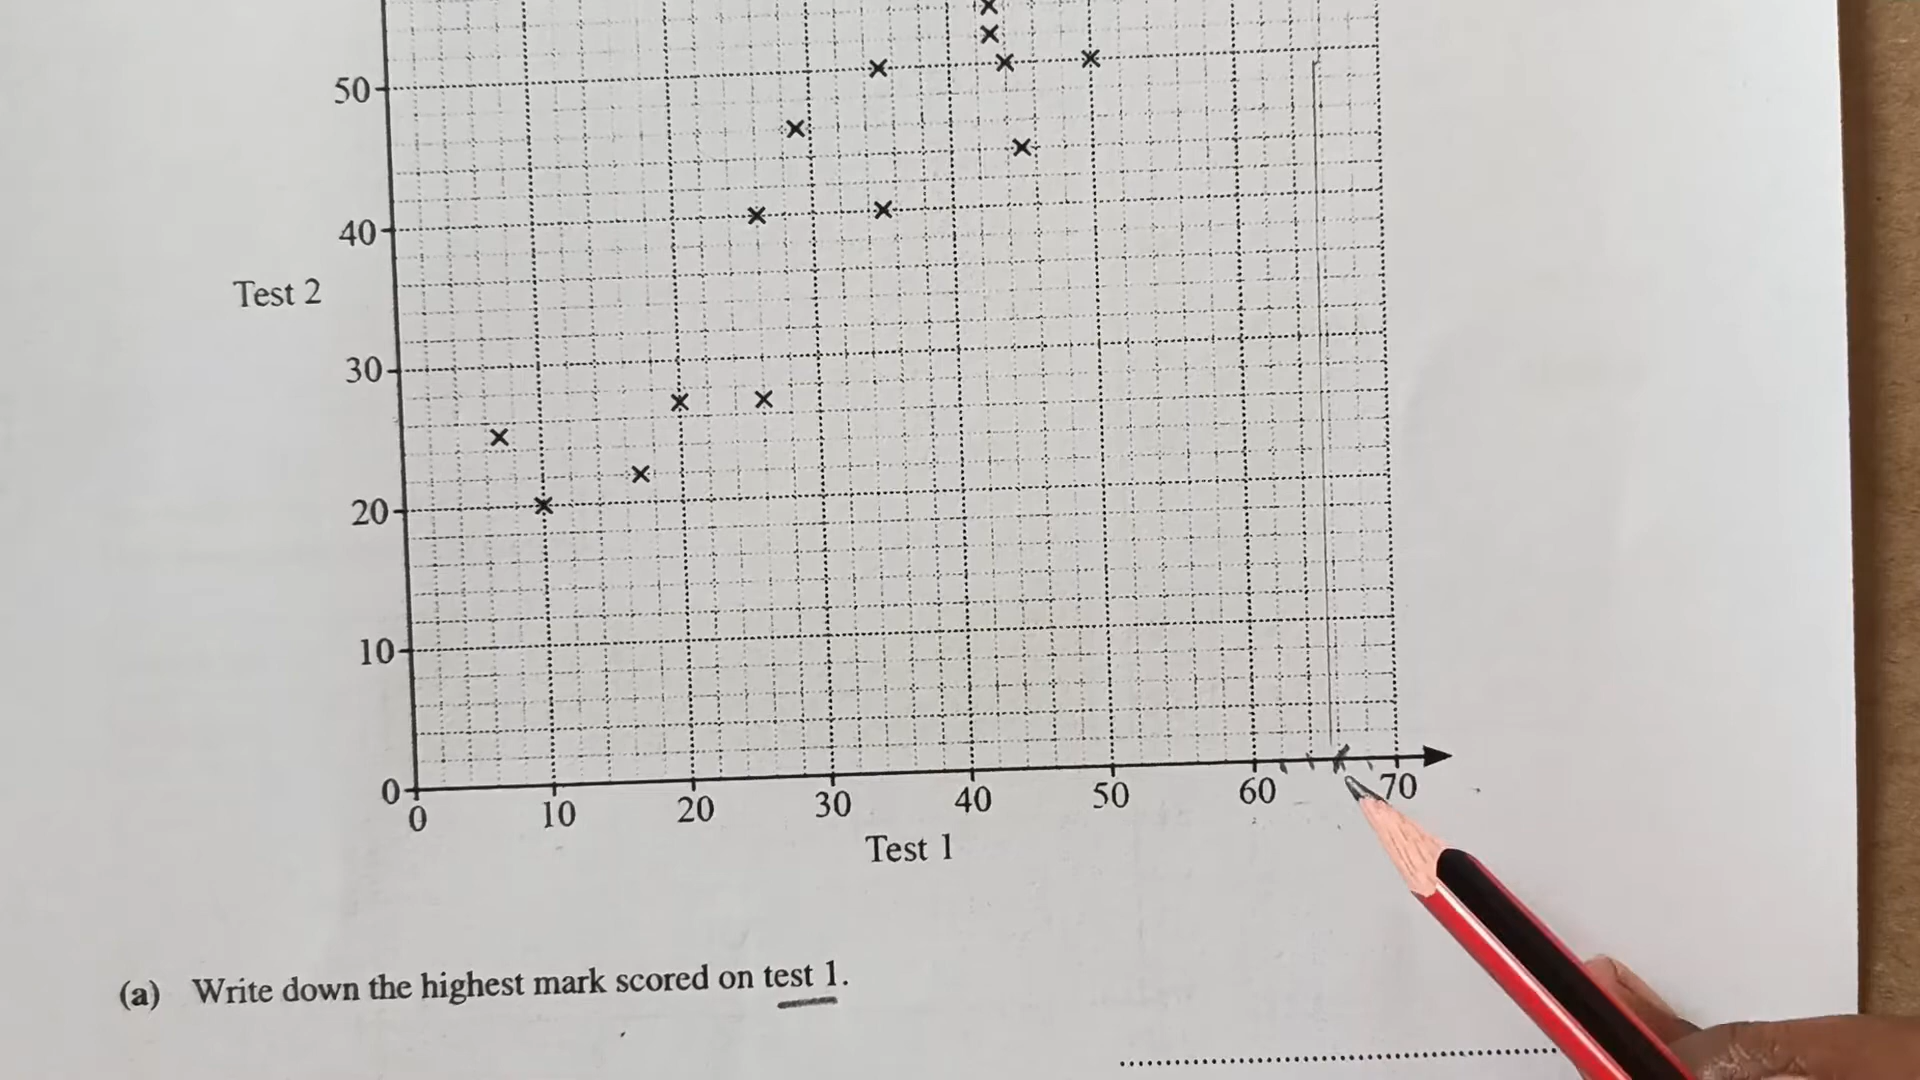 50
40
Test 2
30
20
10
0
0 10 20 30 40 50 60 70
Test 1
(a) Write down the highest mark scored on test 1.